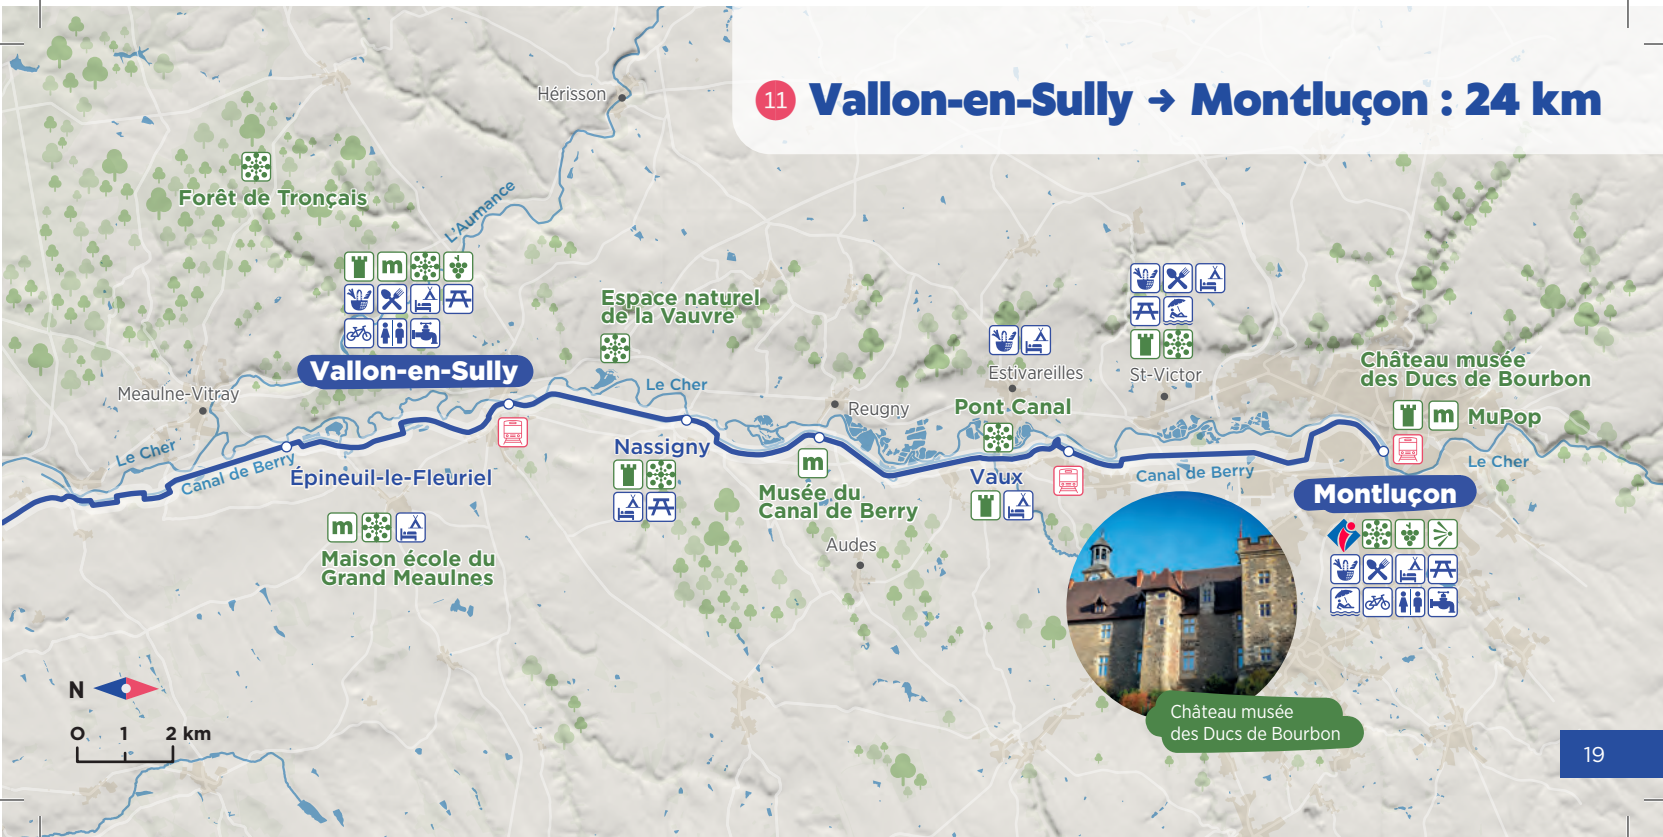 11 Vallon-en-Sully → Montluçon : 24 km
Hérisson
Forêt de Tronçais
L'Aumance
Espace naturel
de la Vauvre
m
Vallon-en-Sully
Meaulne-Vitray
Le Cher
Estivareilles
St-Victor
Château musée
des Ducs de Bourbon
m
MuPop
Reugny
Pont Canal
Le Cher
Canal de Berry
Épineuil-le-Fleuriel
Nassigny
m
Musée du
Canal de Berry
Vaux
Canal de Berry
Le Cher
Montluçon
m
Maison école du
Grand Meaulnes
Audes
Château musée
des Ducs de Bourbon
N
0 1 2 km
19